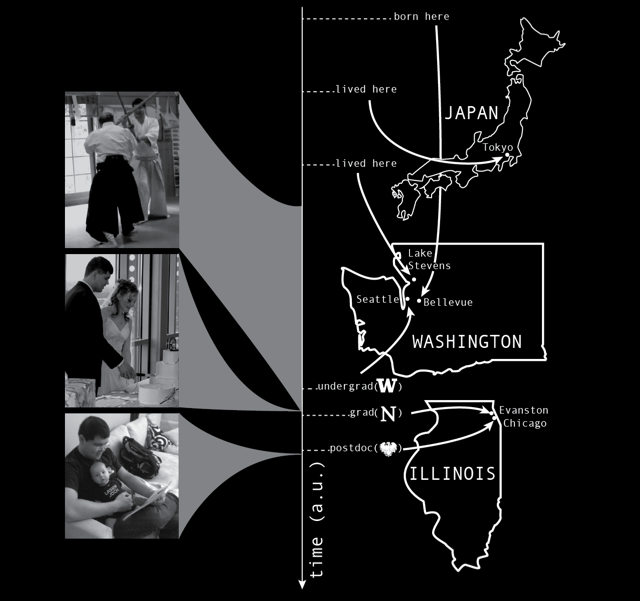 born here
lived here
JAPAN
Tokyo
lived here
Lake
Stevens
Seattle
Bellevue
WASHINGTON
undergrad(W)
grad(N)
Evanston
Chicago
postdoc( )
ILLINOIS
time (a.u.)